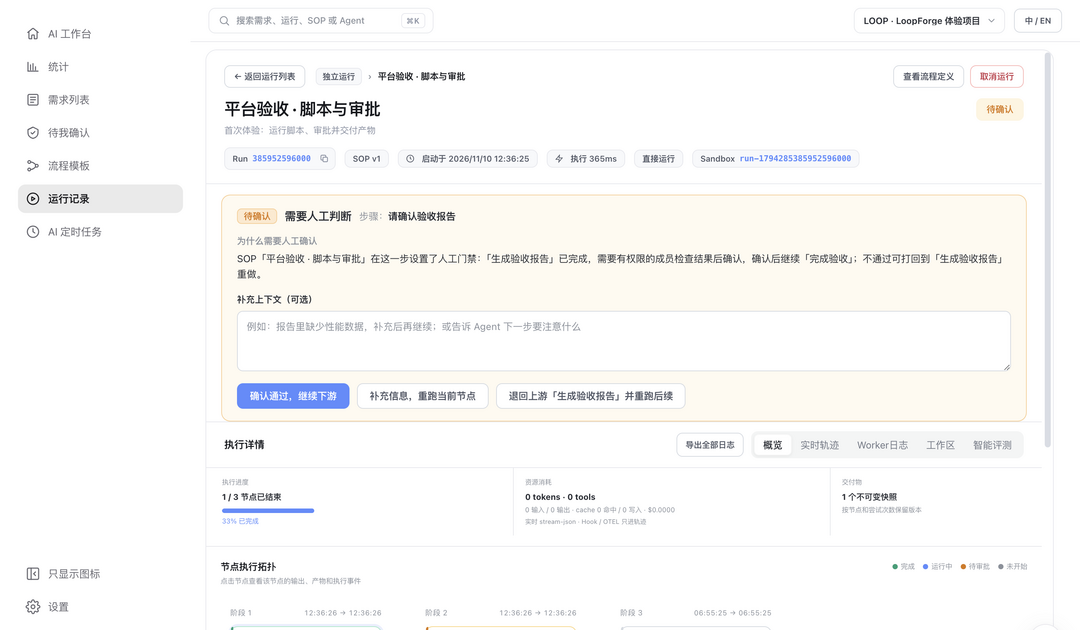 AI 工作台
统计
需求列表
待我确认
流程模板
运行记录
AI 定时任务
只显示图标
设置
搜索需求、运行、SOP 或 Agent
⌘K
LOOP · LoopForge 体验项目
中 / EN
← 返回运行列表
独立运行
› 平台验收 · 脚本与审批
查看流程定义
取消运行
平台验收 · 脚本与审批
待确认
首次体验：运行脚本、审批并交付产物
Run 385952596000
SOP v1
启动于 2026/11/10 12:36:25
执行 365ms
直接运行
Sandbox run-1794285385952596000
待确认 需要人工判断 步骤：请确认验收报告
为什么需要人工确认
SOP「平台验收 · 脚本与审批」在这一步设置了人工门禁：「生成验收报告」已完成，需要有权限的成员检查结果后确认，确认后继续「完成验收」；不通过可打回到「生成验收报告」
重做。
补充上下文（可选）
例如：报告里缺少性能数据，补充后再继续；或告诉 Agent 下一步要注意什么
确认通过，继续下游
补充信息，重跑当前节点
退回上游「生成验收报告」并重跑后续
执行详情
导出全部日志
概览
实时轨迹
Worker日志
工作区
智能评测
执行进度
1 / 3 节点已结束
33% 已完成
资源消耗
0 tokens · 0 tools
0 输入 / 0 输出 · cache 0 命中 / 0 写入 · $0.0000
实时 stream-json · Hook / OTEL 只进轨迹
交付物
1 个不可变快照
按节点和尝试次数保留版本
节点执行拓扑
点击节点查看该节点的输出、产物和执行事件
完成
运行中
待审批
未开始
阶段 1
12:36:26 → 12:36:26
阶段 2
12:36:26 → 12:36:26
阶段 3
06:55:25 → 06:55:25